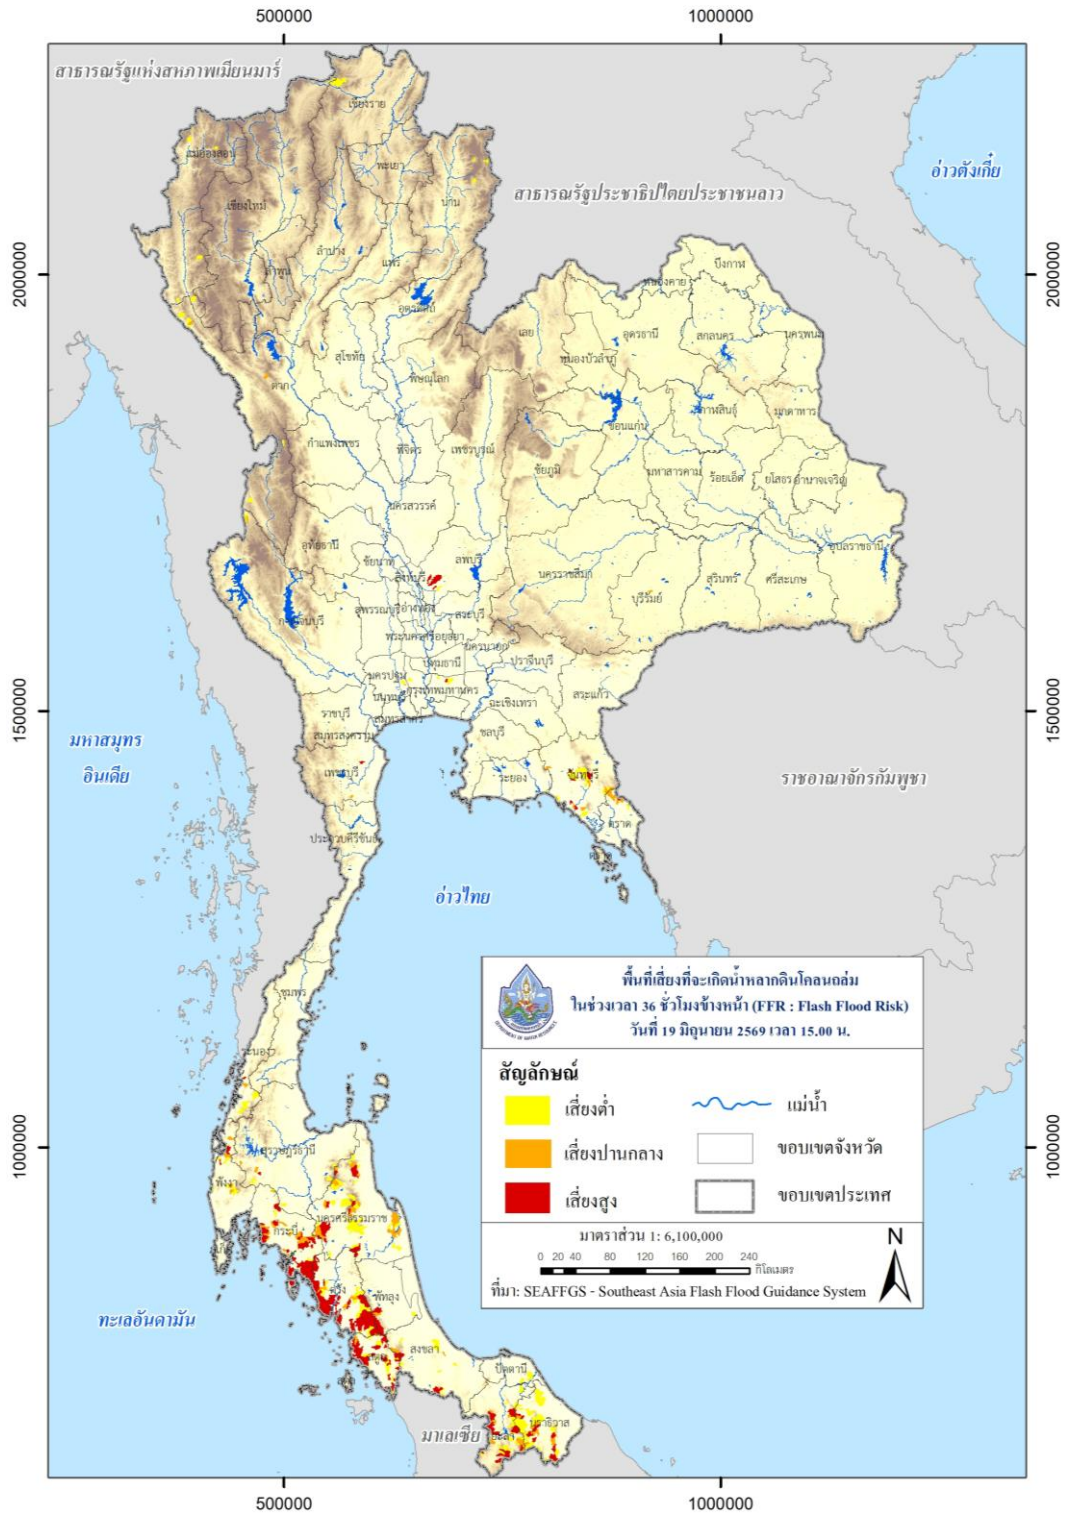 500000
1000000
สาธารณรัฐแห่งสหภาพเมียนมาร์
เชียงราย
แม่ฮ่องสอน
พะเยา
อ่าวตังเกี๋ย
สาธารณรัฐประชาธิปไตยประชาชนลาว
เชียงใหม่
น่าน
ลำปาง
แพร่
ลำพูน
บึงกาฬ
2000000
2000000
หนองคาย
อุตรดิตถ์
เลย
อุดรธานี
สกลนคร
นครพนม
สุโขทัย
หนองบัวลำภู
ตาก
พิษณุโลก
ขอนแก่น
กาฬสินธุ์
มุกดาหาร
กำแพงเพชร
พิจิตร
เพชรบูรณ์
ชัยภูมิ
มหาสารคาม
ร้อยเอ็ด
ยโสธร
อำนาจเจริญ
นครสวรรค์
อุทัยธานี
ชัยนาท
ลพบุรี
อุบลราชธานี
สิงห์บุรี
นครราชสีมา
บุรีรัมย์
สุรินทร์
ศรีสะเกษ
สุพรรณบุรี
อ่างทอง
สระบุรี
กาญจนบุรี
พระนครศรีอยุธยา
นครนายก
ปทุมธานี
ปราจีนบุรี
นครปฐม
นนทบุรี
กรุงเทพมหานคร
ฉะเชิงเทรา
สระแก้ว
1500000
1500000
ราชบุรี
สมุทรสาคร
สมุทรสงคราม
ชลบุรี
มหาสมุทร
อินเดีย
เพชรบุรี
ระยอง
จันทบุรี
ราชอาณาจักรกัมพูชา
ตราด
ตราด
ประจวบคีรีขันธ์
อ่าวไทย
พื้นที่เสี่ยงที่จะเกิดน้ำหลากดินโคลนถล่ม
ในช่วงเวลา 36 ชั่วโมงข้างหน้า (FFR : Flash Flood Risk)
วันที่ 19 มิถุนายน 2569 เวลา 15.00 น.
DEPARTMENT OF WATER RESOURCES
สัญลักษณ์
เสี่ยงต่ำ
แม่น้ำ
เสี่ยงปานกลาง
ขอบเขตจังหวัด
เสี่ยงสูง
ขอบเขตประเทศ
มาตราส่วน 1: 6,100,000
N
0 20 40 80 120 160 200 240
กิโลเมตร
ที่มา: SEAFFGS - Southeast Asia Flash Flood Guidance System
ชุมพร
ระนอง
1000000
1000000
สุราษฎร์ธานี
พังงา
นครศรีธรรมราช
กระบี่
ภูเก็ต
ตรัง
พัทลุง
ทะเลอันดามัน
สงขลา
สตูล
สตูล
ปัตตานี
นราธิวาส
ยะลา
มาเลเซีย
500000
1000000